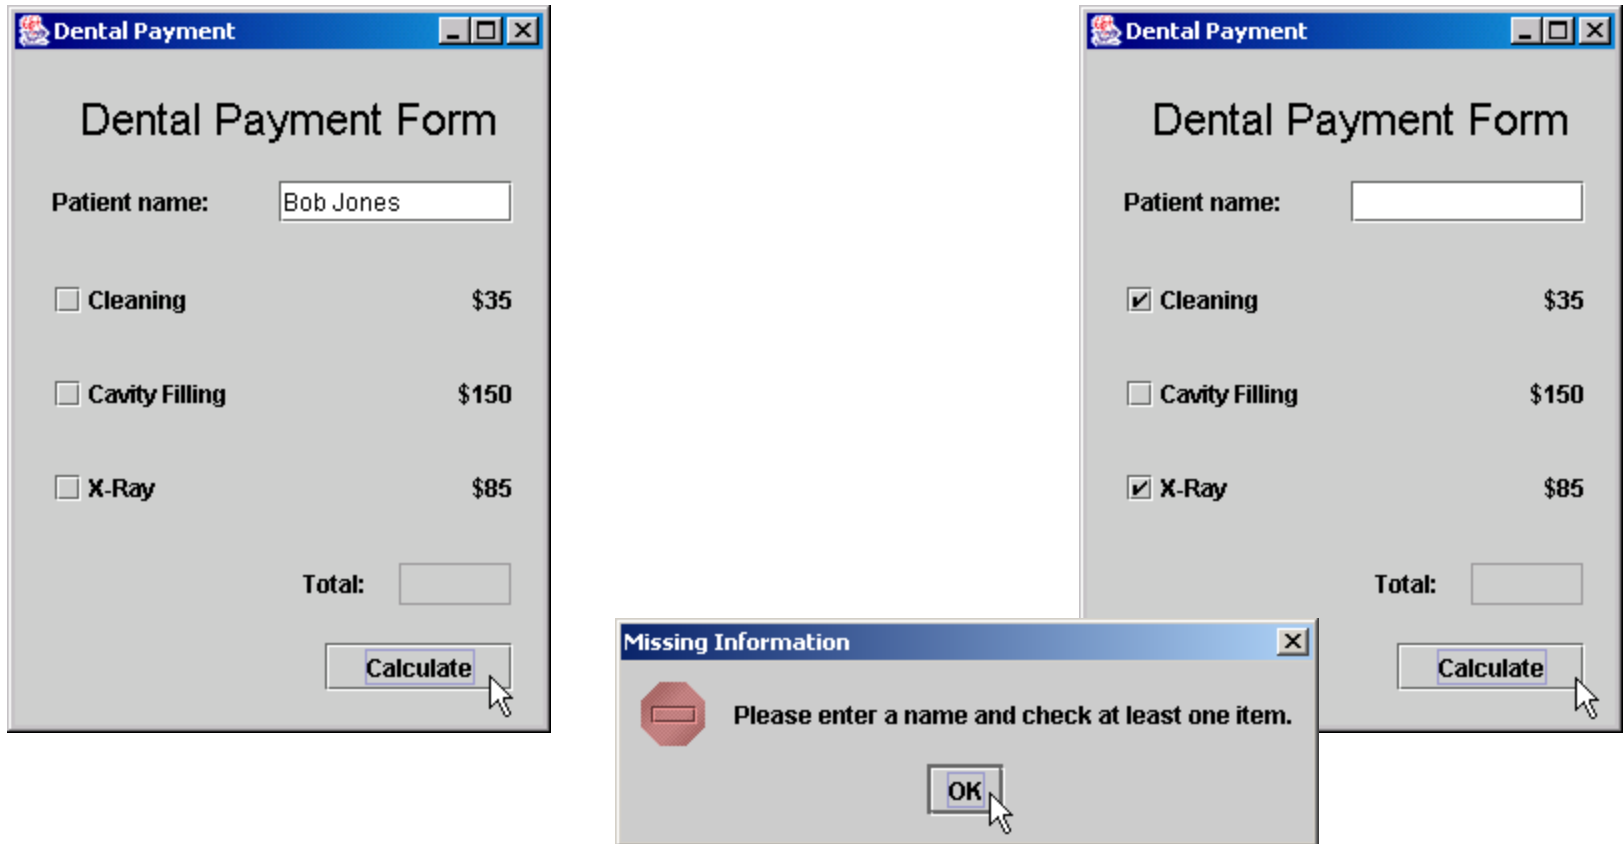 Dental Payment
Dental Payment Form
Patient name: Bob Jones
Cleaning $35
Cavity Filling $150
X-Ray $85
Total:
Calculate
Dental Payment
Dental Payment Form
Patient name:
Cleaning $35
Cavity Filling $150
X-Ray $85
Total:
Calculate
Missing Information
Please enter a name and check at least one item.
OK